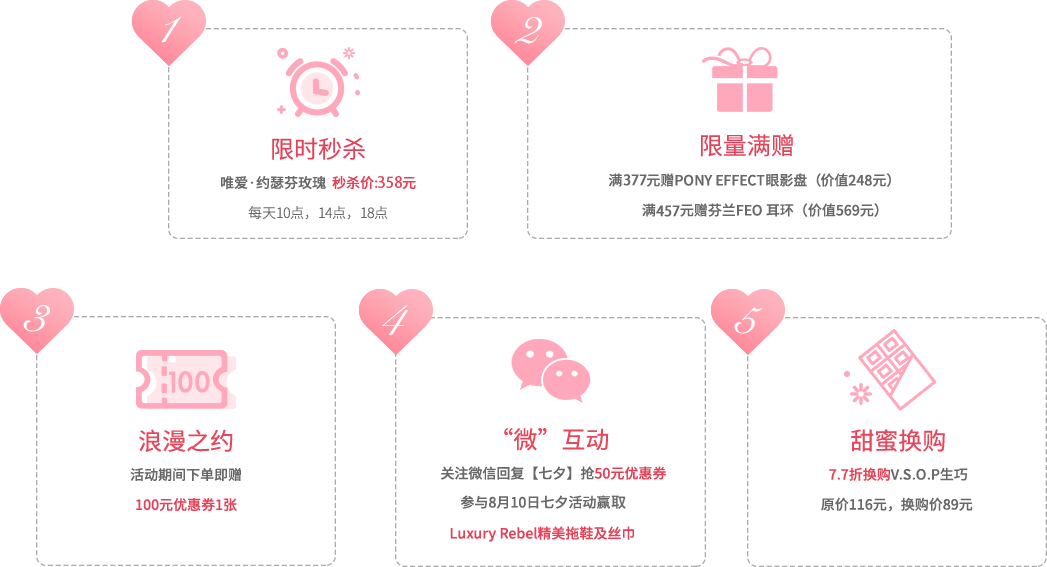 1
限时秒杀
唯爱·约瑟芬玫瑰 秒杀价:358元
每天10点，14点，18点
2
限量满赠
满377元赠PONY EFFECT眼影盘（价值248元）
满457元赠芬兰FEO 耳环（价值569元）
3
100
浪漫之约
活动期间下单即赠
100元优惠券1张
4
“微”互动
关注微信回复【七夕】抢50元优惠券
参与8月10日七夕活动赢取
Luxury Rebel精美拖鞋及丝巾
5
甜蜜换购
7.7折换购V.S.O.P生巧
原价116元，换购价89元